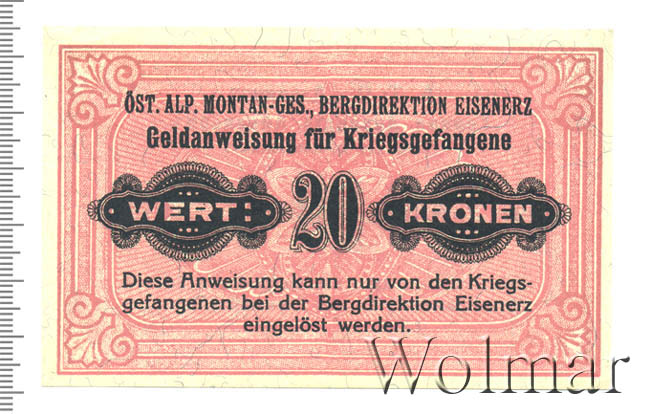 ÖST. ALP. MONTAN-GES., BERGDIREKTION EISENERZ
Geldanweisung für Kriegsgefangene
WERT: 20 KRONEN
Diese Anweisung kann nur von den Kriegs-
gefangenen bei der Bergdirektion Eisenerz
eingelöst werden.
Wolmar